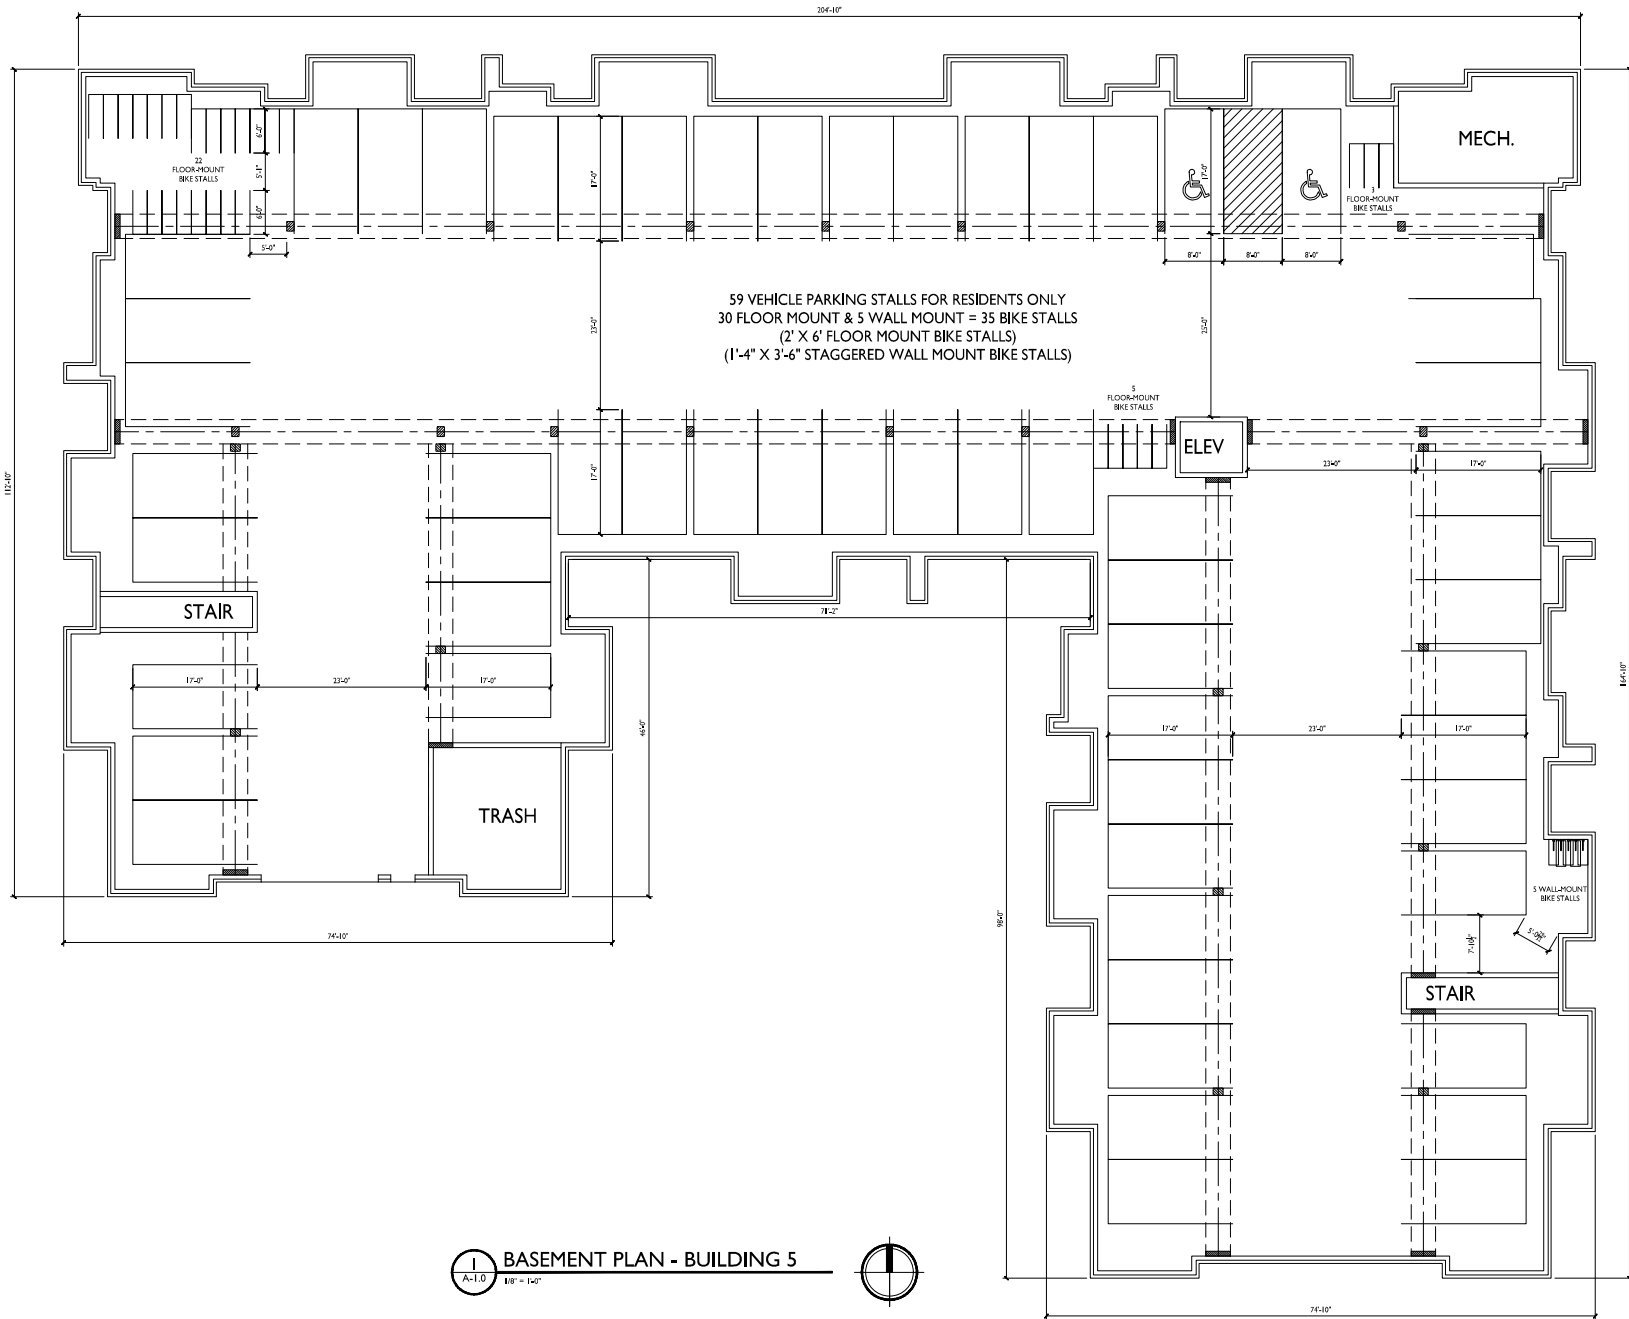 204'-10"
MECH.
22
FLOOR-MOUNT
BIKE STALLS
6'-0"
5'-1"
6'-0"
5'-0"
17'-0"
17'-0"
3
FLOOR-MOUNT
BIKE STALLS
8'-0"
8'-0"
8'-0"
59 VEHICLE PARKING STALLS FOR RESIDENTS ONLY
30 FLOOR MOUNT & 5 WALL MOUNT = 35 BIKE STALLS
(2' X 6' FLOOR MOUNT BIKE STALLS)
(1'-4" X 3'-6" STAGGERED WALL MOUNT BIKE STALLS)
23'-0"
25'-0"
5
FLOOR-MOUNT
BIKE STALLS
ELEV
112'-10"
17'-0"
23'-0"
17'-0"
STAIR
71'-2"
17'-0"
23'-0"
17'-0"
46'-0"
164'-10"
17'-0"
23'-0"
17'-0"
TRASH
5 WALL-MOUNT
BIKE STALLS
98'-0"
74'-10"
STAIR
1
A-1.0
BASEMENT PLAN - BUILDING 5
1/8" = 1'-0"
74'-10"